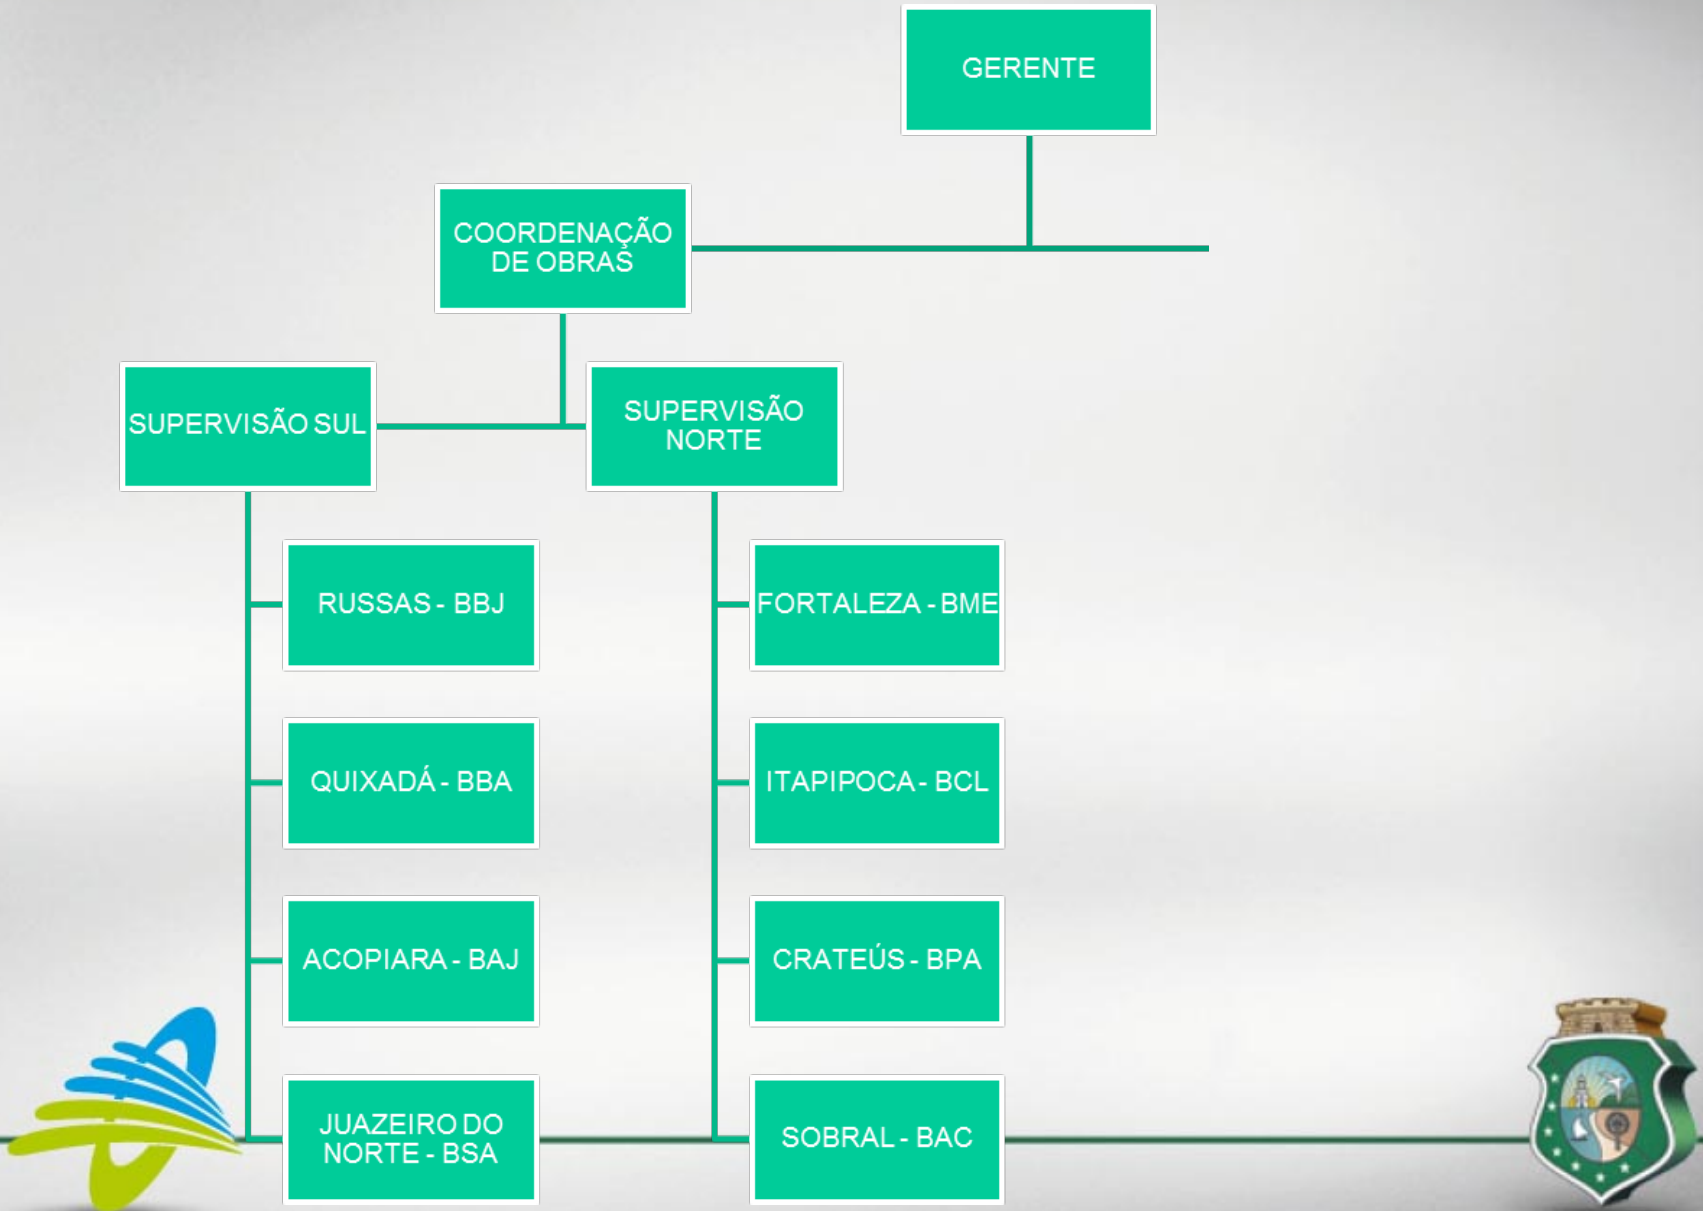 GERENTE
COORDENAÇÃO
DE OBRAS
SUPERVISÃO SUL
SUPERVISÃO
NORTE
RUSSAS - BBJ
QUIXADÁ - BBA
ACOPIARA - BAJ
JUAZEIRO DO
NORTE - BSA
FORTALEZA - BME
ITAPIPOCA - BCL
CRATEÚS - BPA
SOBRAL - BAC